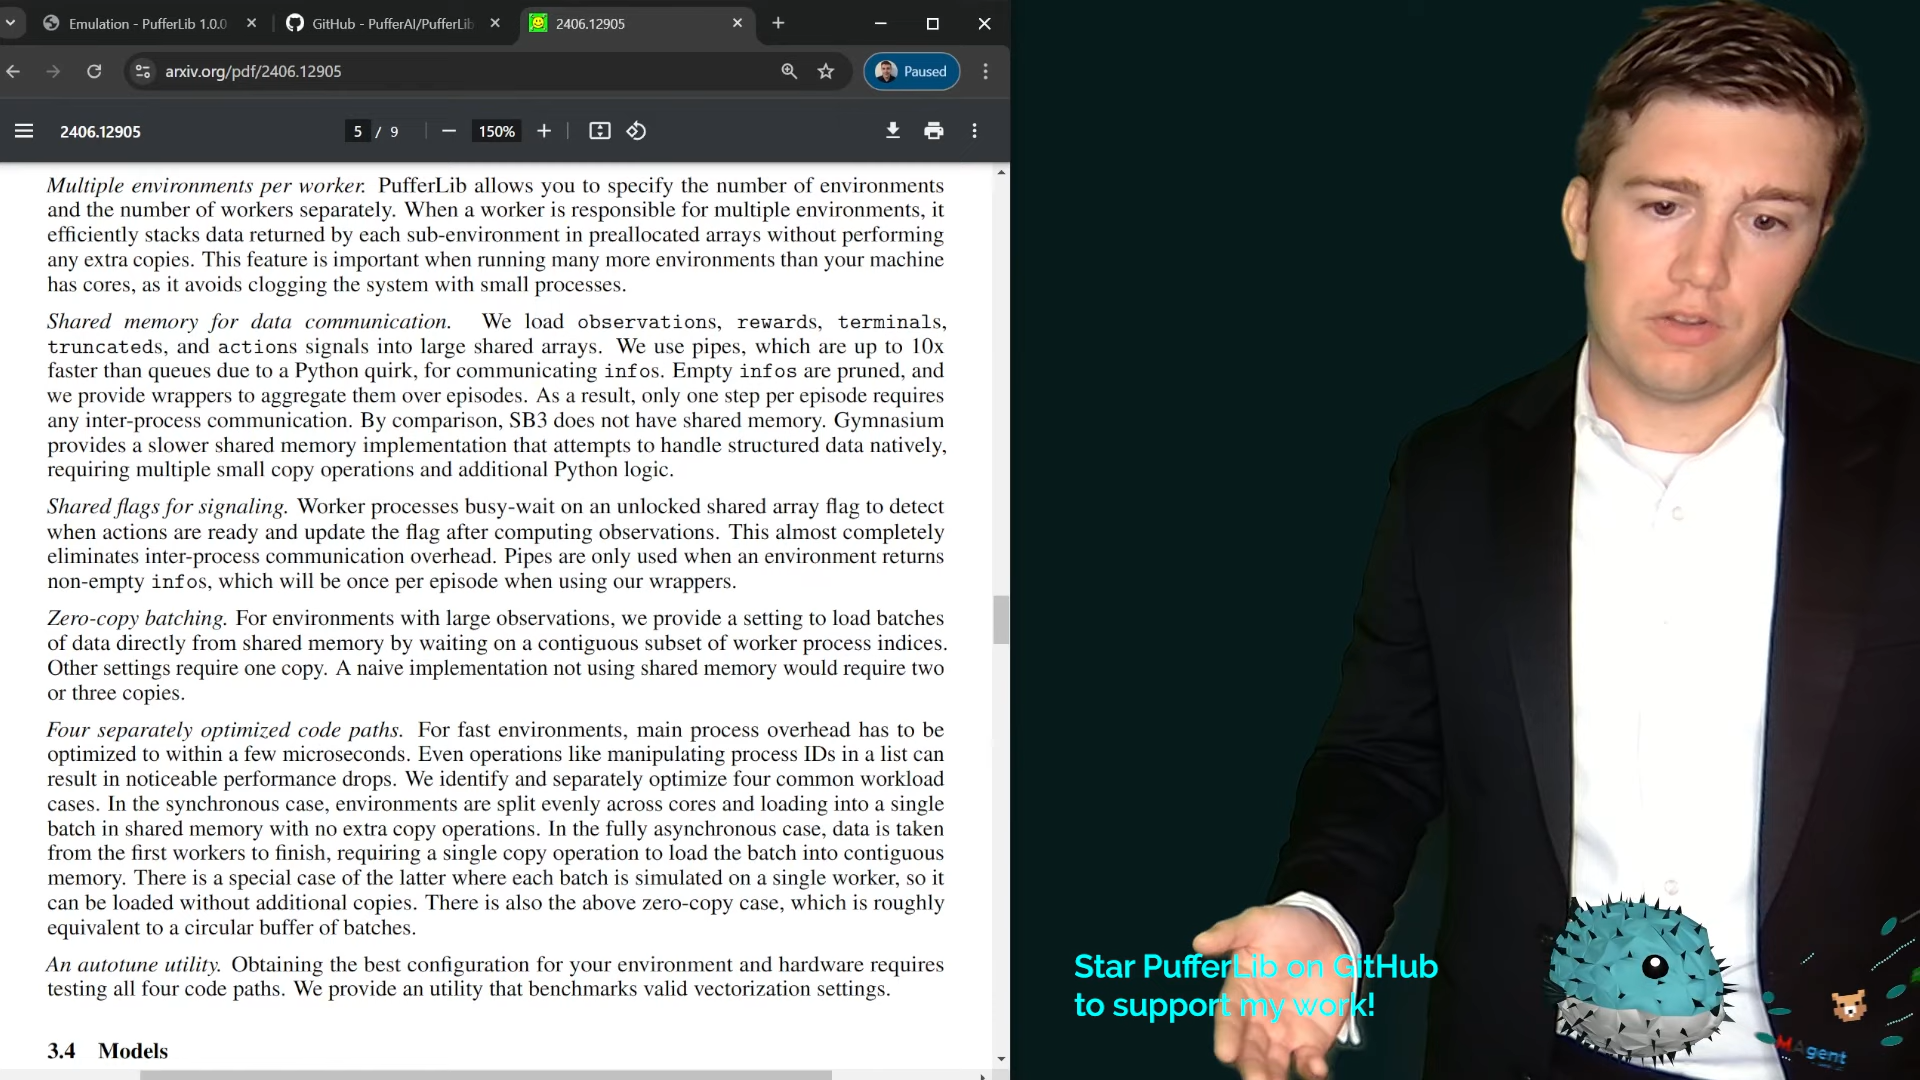 Emulation - PufferLib 1.0.0
GitHub - PufferAI/PufferLib
2406.12905
arxiv.org/pdf/2406.12905
Paused
2406.12905
5 / 9
150%
Multiple environments per worker. PufferLib allows you to specify the number of environments
and the number of workers separately. When a worker is responsible for multiple environments, it
efficiently stacks data returned by each sub-environment in preallocated arrays without performing
any extra copies. This feature is important when running many more environments than your machine
has cores, as it avoids clogging the system with small processes.
Shared memory for data communication. We load observations, rewards, terminals,
truncateds, and actions signals into large shared arrays. We use pipes, which are up to 10x
faster than queues due to a Python quirk, for communicating infos. Empty infos are pruned, and
we provide wrappers to aggregate them over episodes. As a result, only one step per episode requires
any inter-process communication. By comparison, SB3 does not have shared memory. Gymnasium
provides a slower shared memory implementation that attempts to handle structured data natively,
requiring multiple small copy operations and additional Python logic.
Shared flags for signaling. Worker processes busy-wait on an unlocked shared array flag to detect
when actions are ready and update the flag after computing observations. This almost completely
eliminates inter-process communication overhead. Pipes are only used when an environment returns
non-empty infos, which will be once per episode when using our wrappers.
Zero-copy batching. For environments with large observations, we provide a setting to load batches
of data directly from shared memory by waiting on a contiguous subset of worker process indices.
Other settings require one copy. A naive implementation not using shared memory would require two
or three copies.
Four separately optimized code paths. For fast environments, main process overhead has to be
optimized to within a few microseconds. Even operations like manipulating process IDs in a list can
result in noticeable performance drops. We identify and separately optimize four common workload
cases. In the synchronous case, environments are split evenly across cores and loading into a single
batch in shared memory with no extra copy operations. In the fully asynchronous case, data is taken
from the first workers to finish, requiring a single copy operation to load the batch into contiguous
memory. There is a special case of the latter where each batch is simulated on a single worker, so it
can be loaded without additional copies. There is also the above zero-copy case, which is roughly
equivalent to a circular buffer of batches.
An autotune utility. Obtaining the best configuration for your environment and hardware requires
testing all four code paths. We provide an utility that benchmarks valid vectorization settings.
3.4 Models
Star PufferLib on GitHub
to support my work!
MAgent